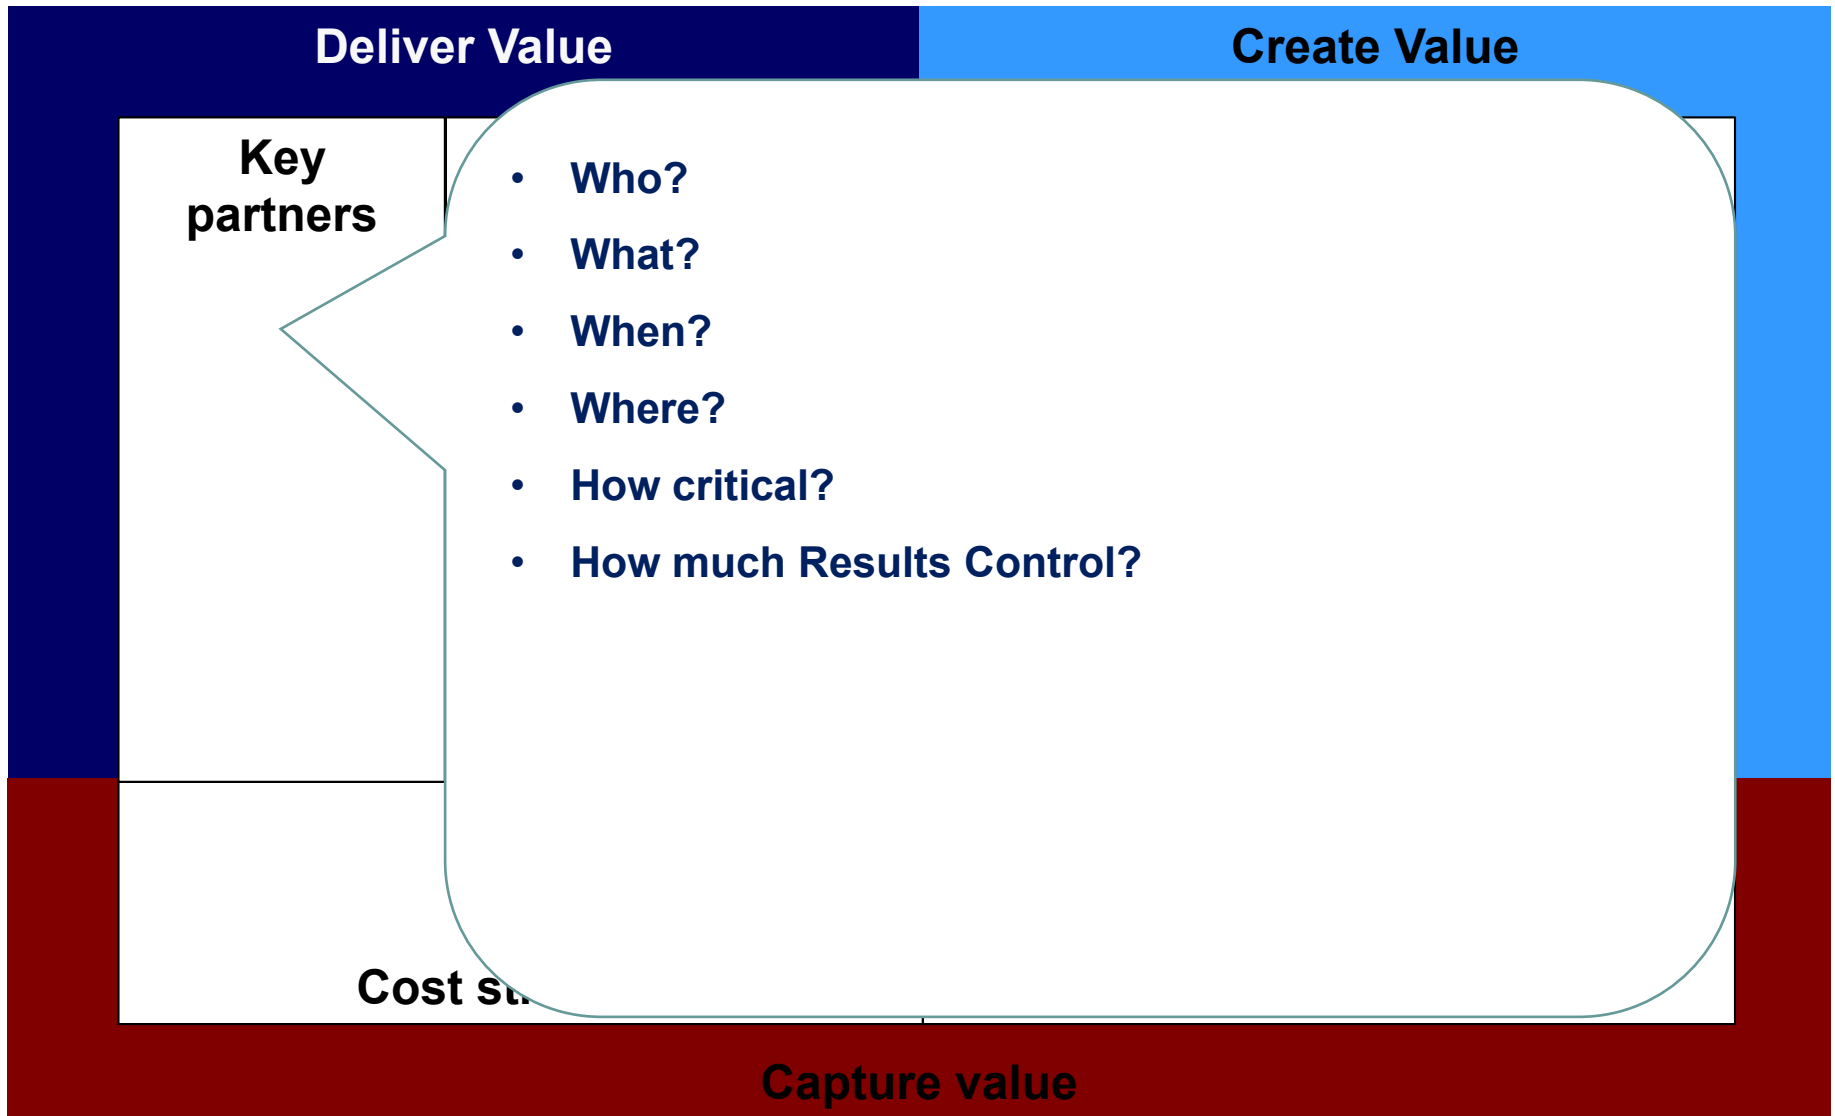 Deliver Value
Create Value
Key
partners
• Who?
• What?
• When?
• Where?
• How critical?
• How much Results Control?
Cost
Capture value